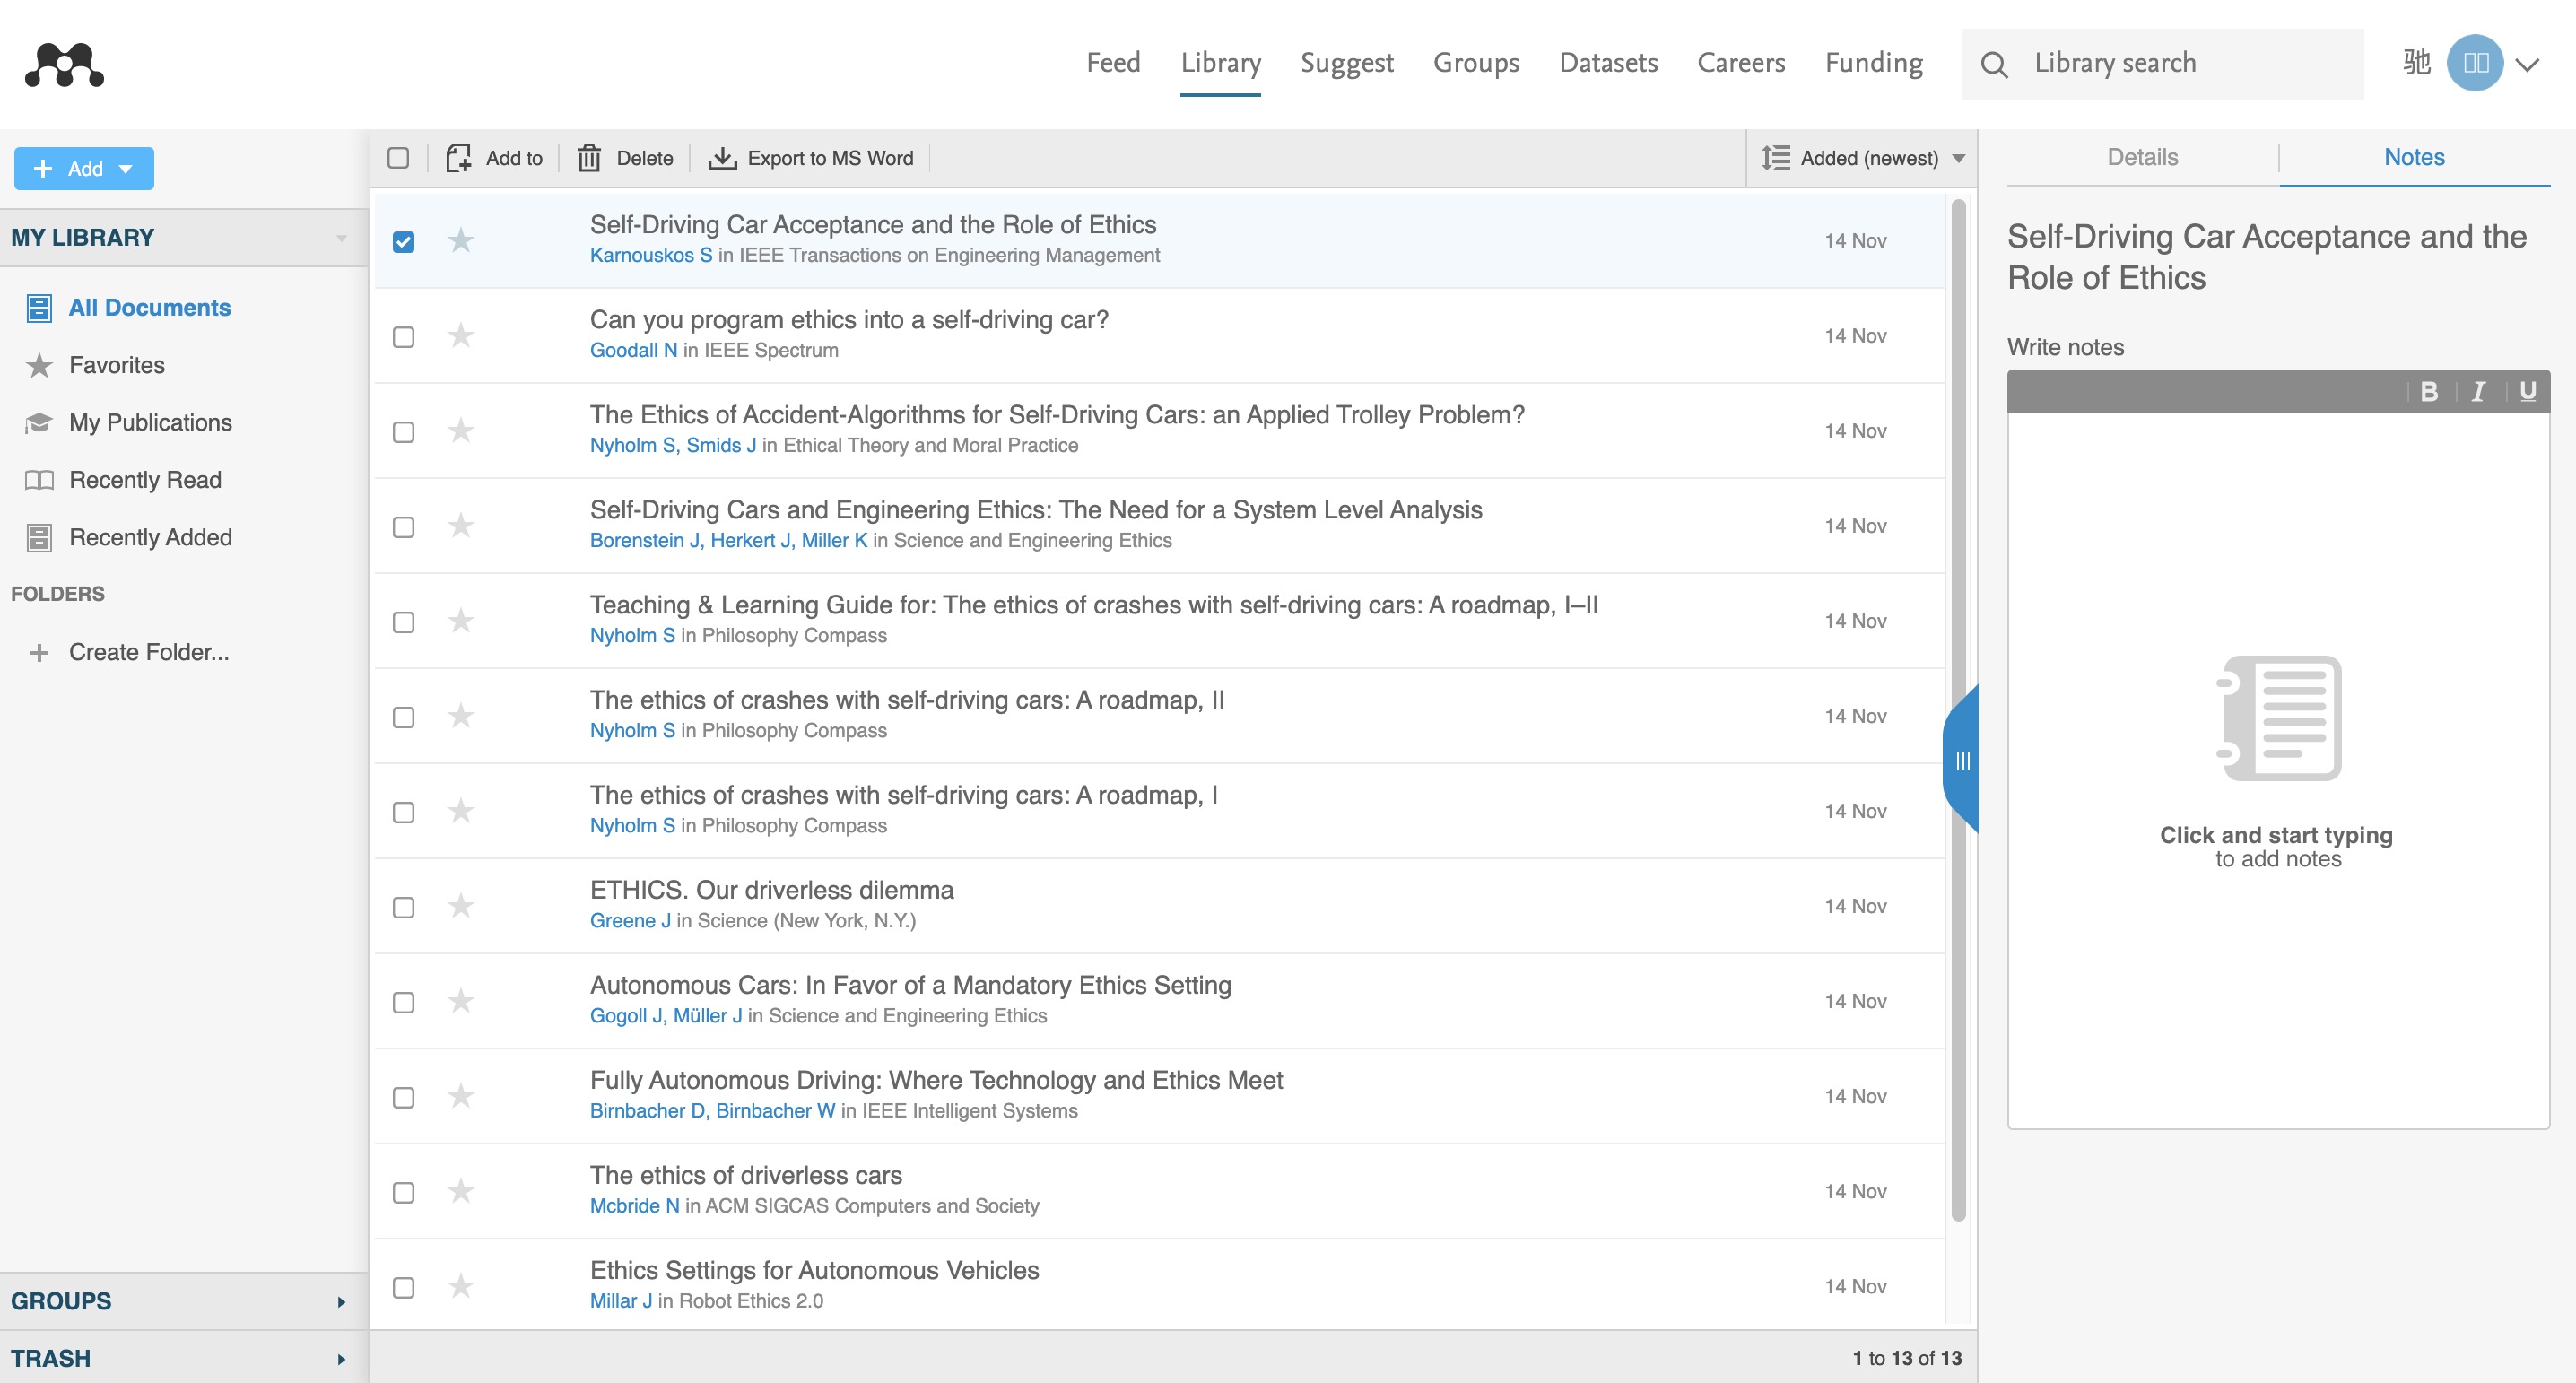 Feed Library Suggest Groups Datasets Careers Funding Library search 驰
Add
MY LIBRARY
All Documents
Favorites
My Publications
Recently Read
Recently Added
FOLDERS
Create Folder...
GROUPS
TRASH
Add to Delete Export to MS Word Added (newest)
Self-Driving Car Acceptance and the Role of Ethics
Karnouskos S in IEEE Transactions on Engineering Management
14 Nov
Can you program ethics into a self-driving car?
Goodall N in IEEE Spectrum
14 Nov
The Ethics of Accident-Algorithms for Self-Driving Cars: an Applied Trolley Problem?
Nyholm S, Smids J in Ethical Theory and Moral Practice
14 Nov
Self-Driving Cars and Engineering Ethics: The Need for a System Level Analysis
Borenstein J, Herkert J, Miller K in Science and Engineering Ethics
14 Nov
Teaching & Learning Guide for: The ethics of crashes with self-driving cars: A roadmap, I–II
Nyholm S in Philosophy Compass
14 Nov
The ethics of crashes with self-driving cars: A roadmap, II
Nyholm S in Philosophy Compass
14 Nov
The ethics of crashes with self-driving cars: A roadmap, I
Nyholm S in Philosophy Compass
14 Nov
ETHICS. Our driverless dilemma
Greene J in Science (New York, N.Y.)
14 Nov
Autonomous Cars: In Favor of a Mandatory Ethics Setting
Gogoll J, Müller J in Science and Engineering Ethics
14 Nov
Fully Autonomous Driving: Where Technology and Ethics Meet
Birnbacher D, Birnbacher W in IEEE Intelligent Systems
14 Nov
The ethics of driverless cars
Mcbride N in ACM SIGCAS Computers and Society
14 Nov
Ethics Settings for Autonomous Vehicles
Millar J in Robot Ethics 2.0
14 Nov
1 to 13 of 13
Details Notes
Self-Driving Car Acceptance and the
Role of Ethics
Write notes
B I U
Click and start typing
to add notes